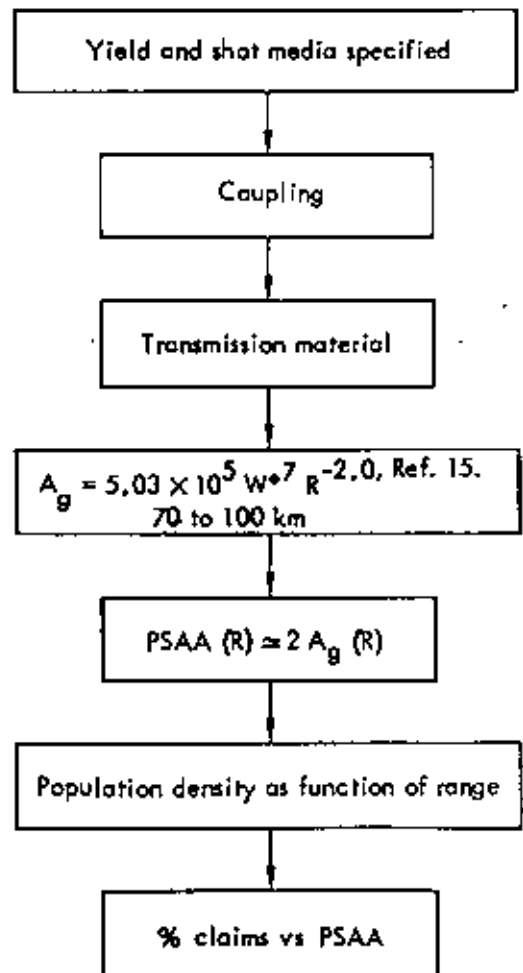 Yield and shot media specified
Coupling
Transmission material
A_g = 5.03 × 10^5 W^•7 R^-2.0, Ref. 15.
70 to 100 km
PSAA (R) ≃ 2 A_g (R)
Population density as function of range
% claims vs PSAA